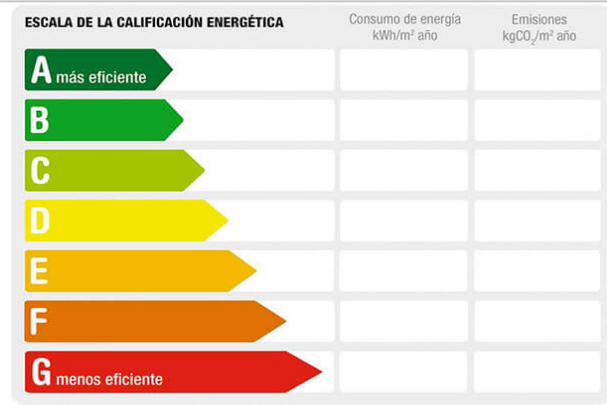 ESCALA DE LA CALIFICACIÓN ENERGÉTICA
Consumo de energía
kWh/m² año
Emisiones
kgCO₂/m² año
A más eficiente
B
C
D
E
F
G menos eficiente